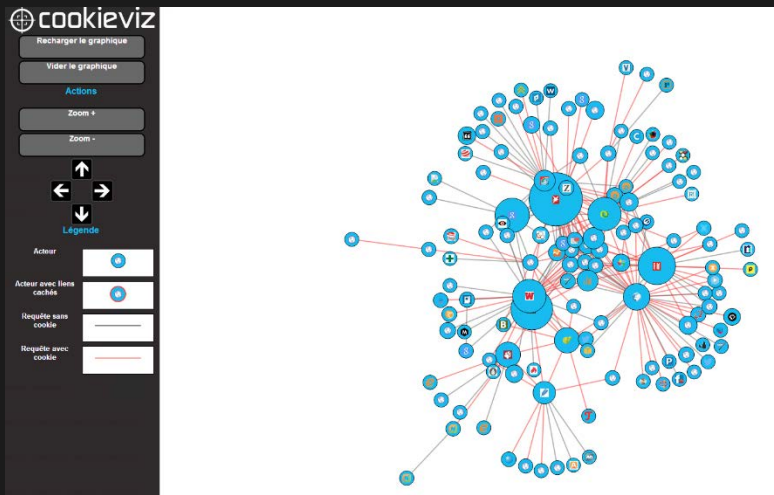 cookieviz
Recharger le graphique
Vider le graphique
Actions
Zoom +
Zoom -
Légende
Acteur
Acteur avec liens
cachés
Requête sans
cookie
Requête avec
cookie